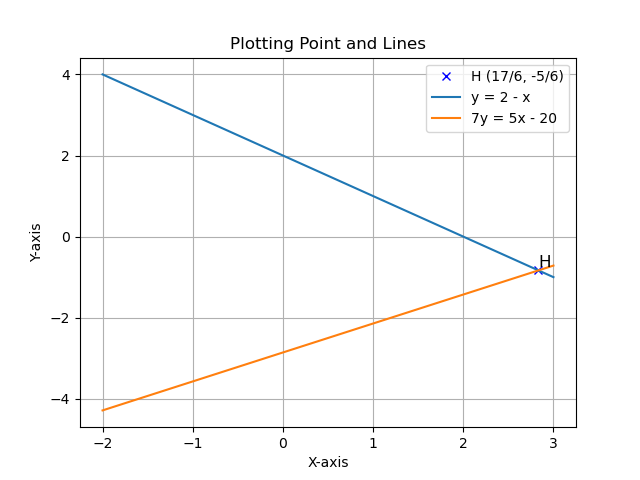 Plotting Point and Lines
H (17/6, -5/6)
y = 2 - x
7y = 5x - 20
4
2
0
−2
−4
Y-axis
H
−2 −1 0 1 2 3
X-axis